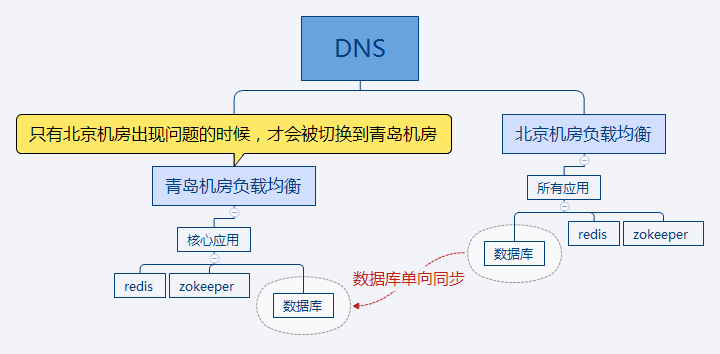 DNS
只有北京机房出现问题的时候，才会被切换到青岛机房
北京机房负载均衡
青岛机房负载均衡
所有应用
redis
zokeeper
核心应用
数据库
数据库单向同步
redis
zokeeper
数据库